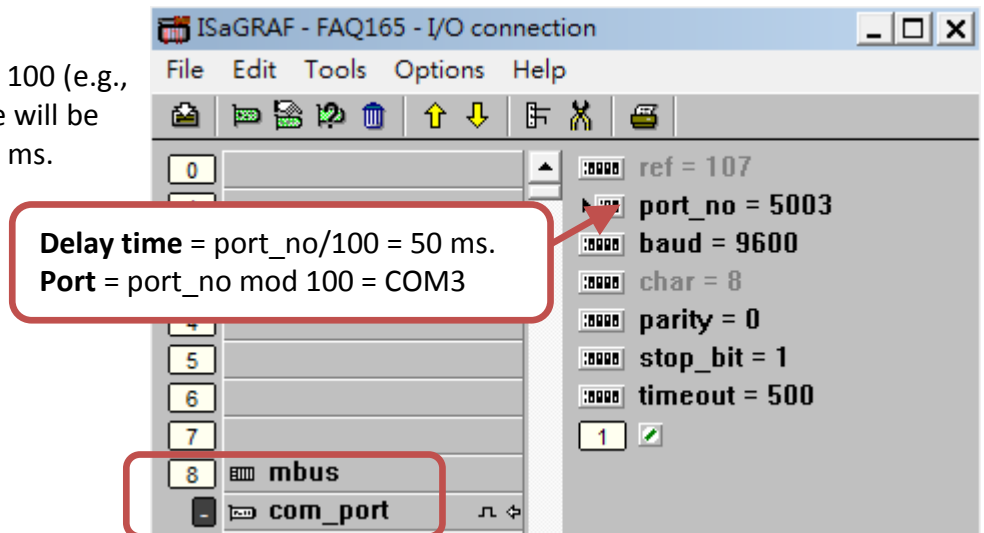 100 (e.g.,
e will be
ms.
ISaGRAF - FAQ165 - I/O connection
File Edit Tools Options Help
0
Delay time = port_no/100 = 50 ms.
Port = port_no mod 100 = COM3
4
5
6
7
8 mbus
com_port
ref = 107
port_no = 5003
baud = 9600
char = 8
parity = 0
stop_bit = 1
timeout = 500
1